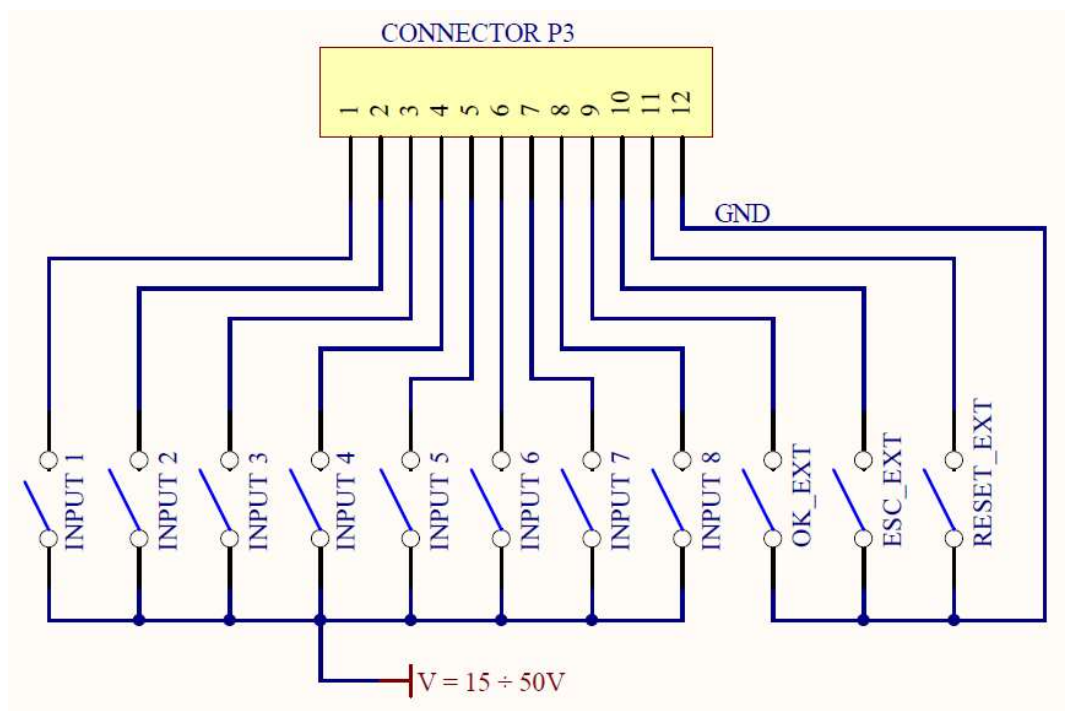 CONNECTOR P3
1 2 3 4 5 6 7 8 9 10 11 12
GND
INPUT 1
INPUT 2
INPUT 3
INPUT 4
INPUT 5
INPUT 6
INPUT 7
INPUT 8
OK_EXT
ESC_EXT
RESET_EXT
V = 15 ÷ 50V